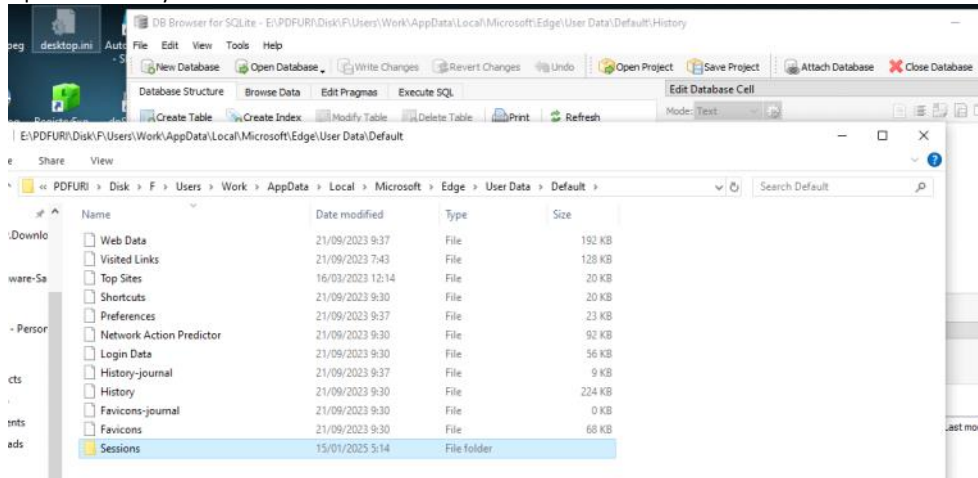 DB Browser for SQLite - E:\PDFURI\Disk\F\Users\Work\AppData\Local\Microsoft\Edge\User Data\Default\History
peg desktop.ini
File Edit View Tools Help
New Database Open Database Write Changes Revert Changes Undo Open Project Save Project Attach Database Close Database
Database Structure Browse Data Edit Pragmas Execute SQL Edit Database Cell
Create Table Create Index Modify Table Delete Table Print Refresh Mode: Text
E:\PDFURI\Disk\F\Users\Work\AppData\Local\Microsoft\Edge\User Data\Default
Share View
« PDFURI › Disk › F › Users › Work › AppData › Local › Microsoft › Edge › User Data › Default › Search Default
Name Date modified Type Size
Web Data 21/09/2023 9:37 File 192 KB
Visited Links 21/09/2023 7:43 File 128 KB
Top Sites 16/03/2023 12:14 File 20 KB
Shortcuts 21/09/2023 9:30 File 20 KB
Preferences 21/09/2023 9:37 File 23 KB
Network Action Predictor 21/09/2023 9:30 File 92 KB
Login Data 21/09/2023 9:30 File 56 KB
History-journal 21/09/2023 9:37 File 9 KB
History 21/09/2023 9:30 File 224 KB
Favicons-journal 21/09/2023 9:30 File 0 KB
Favicons 21/09/2023 9:30 File 68 KB
Sessions 15/01/2025 5:14 File folder